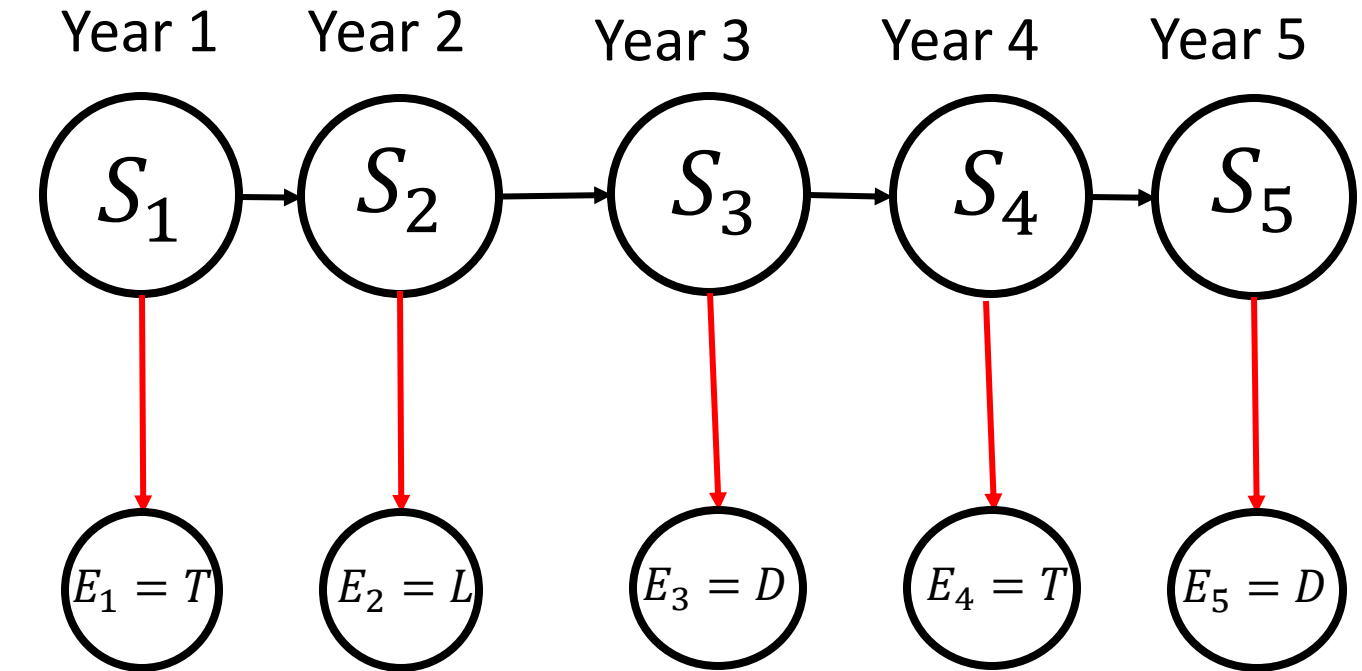 Year 1 Year 2 Year 3 Year 4 Year 5
S₁ S₂ S₃ S₄ S₅
E₁ = T E₂ = L E₃ = D E₄ = T E₅ = D